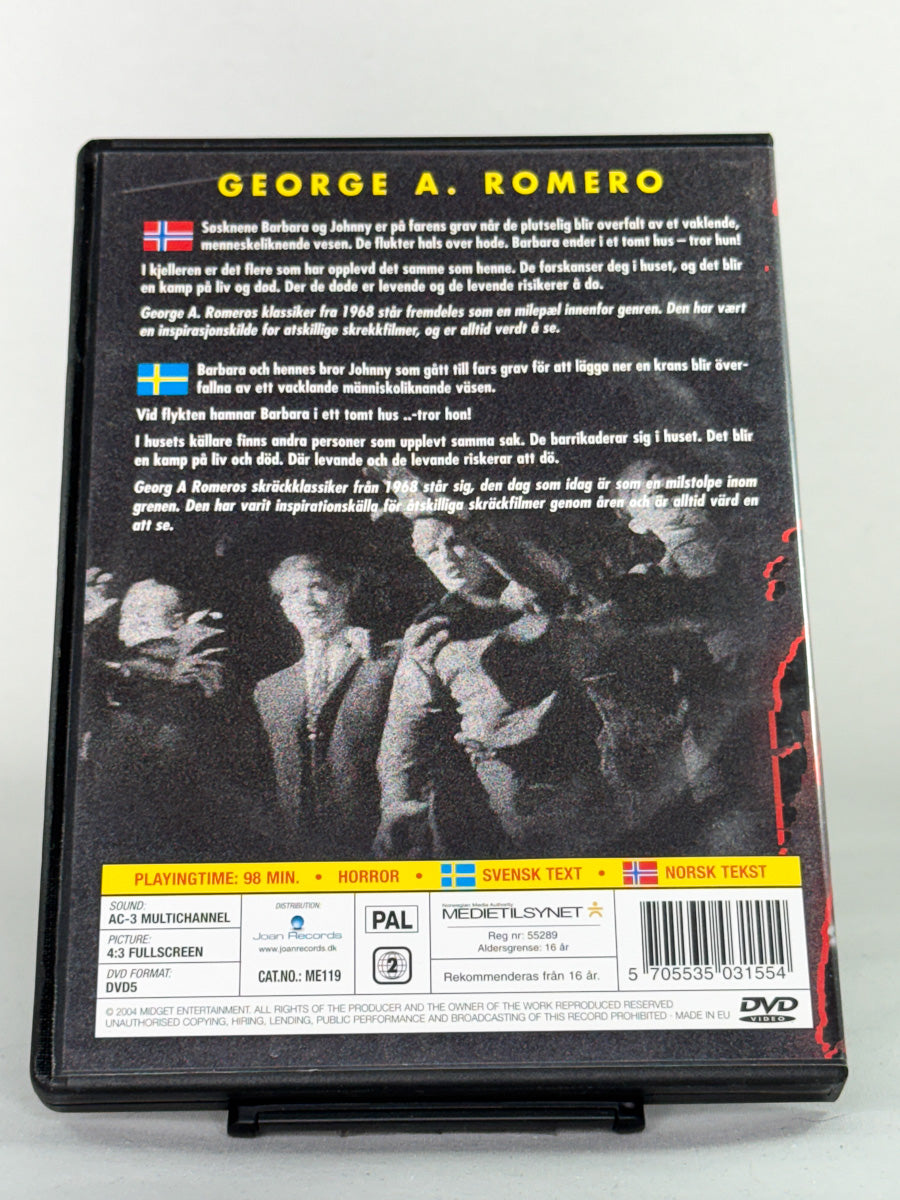 GEORGE A. ROMERO
Søsknene Barbara og Johnny er på farens grav når de plutselig blir overfalt av et vaklende,
menneskeliknende vesen. De flukter hals over hode. Barbara ender i et tomt hus – tror hun!
I kjelleren er det flere som har opplevd det samme som henne. De forskanser deg i huset, og det blir
en kamp på liv og død. Der de døde er levende og de levende risikerer å dø.
George A. Romeros klassiker fra 1968 står fremdeles som en milepæl innenfor genren. Den har vært
en inspirasjonskilde for atskillige skrekkfilmer, og er alltid verdt å se.
Barbara och hennes bror Johnny som gått till fars grav för att lägga ner en krans blir över-
fallna av ett vacklande människoliknande väsen.
Vid flykten hamnar Barbara i ett tomt hus ..-tror hon!
I husets källare finns andra personer som upplevt samma sak. De barrikaderar sig i huset. Det blir
en kamp på liv och död. Där levande och de levande riskerar att dö.
Georg A Romeros skräckklassiker från 1968 står sig, den dag som idag är som en milstolpe inom
grenen. Den har varit inspirationskälla för åtskilliga skräckfilmer genom åren och är alltid värd en
att se.
PLAYINGTIME: 98 MIN. • HORROR • SVENSK TEXT • NORSK TEKST
SOUND:
AC-3 MULTICHANNEL
PICTURE:
4:3 FULLSCREEN
DVD FORMAT:
DVD5
DISTRIBUTION:
Joan Records
www.joanrecords.dk
CAT.NO.: ME119
PAL
2
Norwegian Media Authority
MEDIETILSYNET
Reg nr: 55289
Aldersgrense: 16 år
Rekommenderas från 16 år.
5 705535 031554
© 2004 MIDGET ENTERTAINMENT. ALL RIGHTS OF THE PRODUCER AND THE OWNER OF THE WORK REPRODUCED RESERVED
UNAUTHORISED COPYING, HIRING, LENDING, PUBLIC PERFORMANCE AND BROADCASTING OF THIS RECORD PROHIBITED · MADE IN EU
DVD
VIDEO